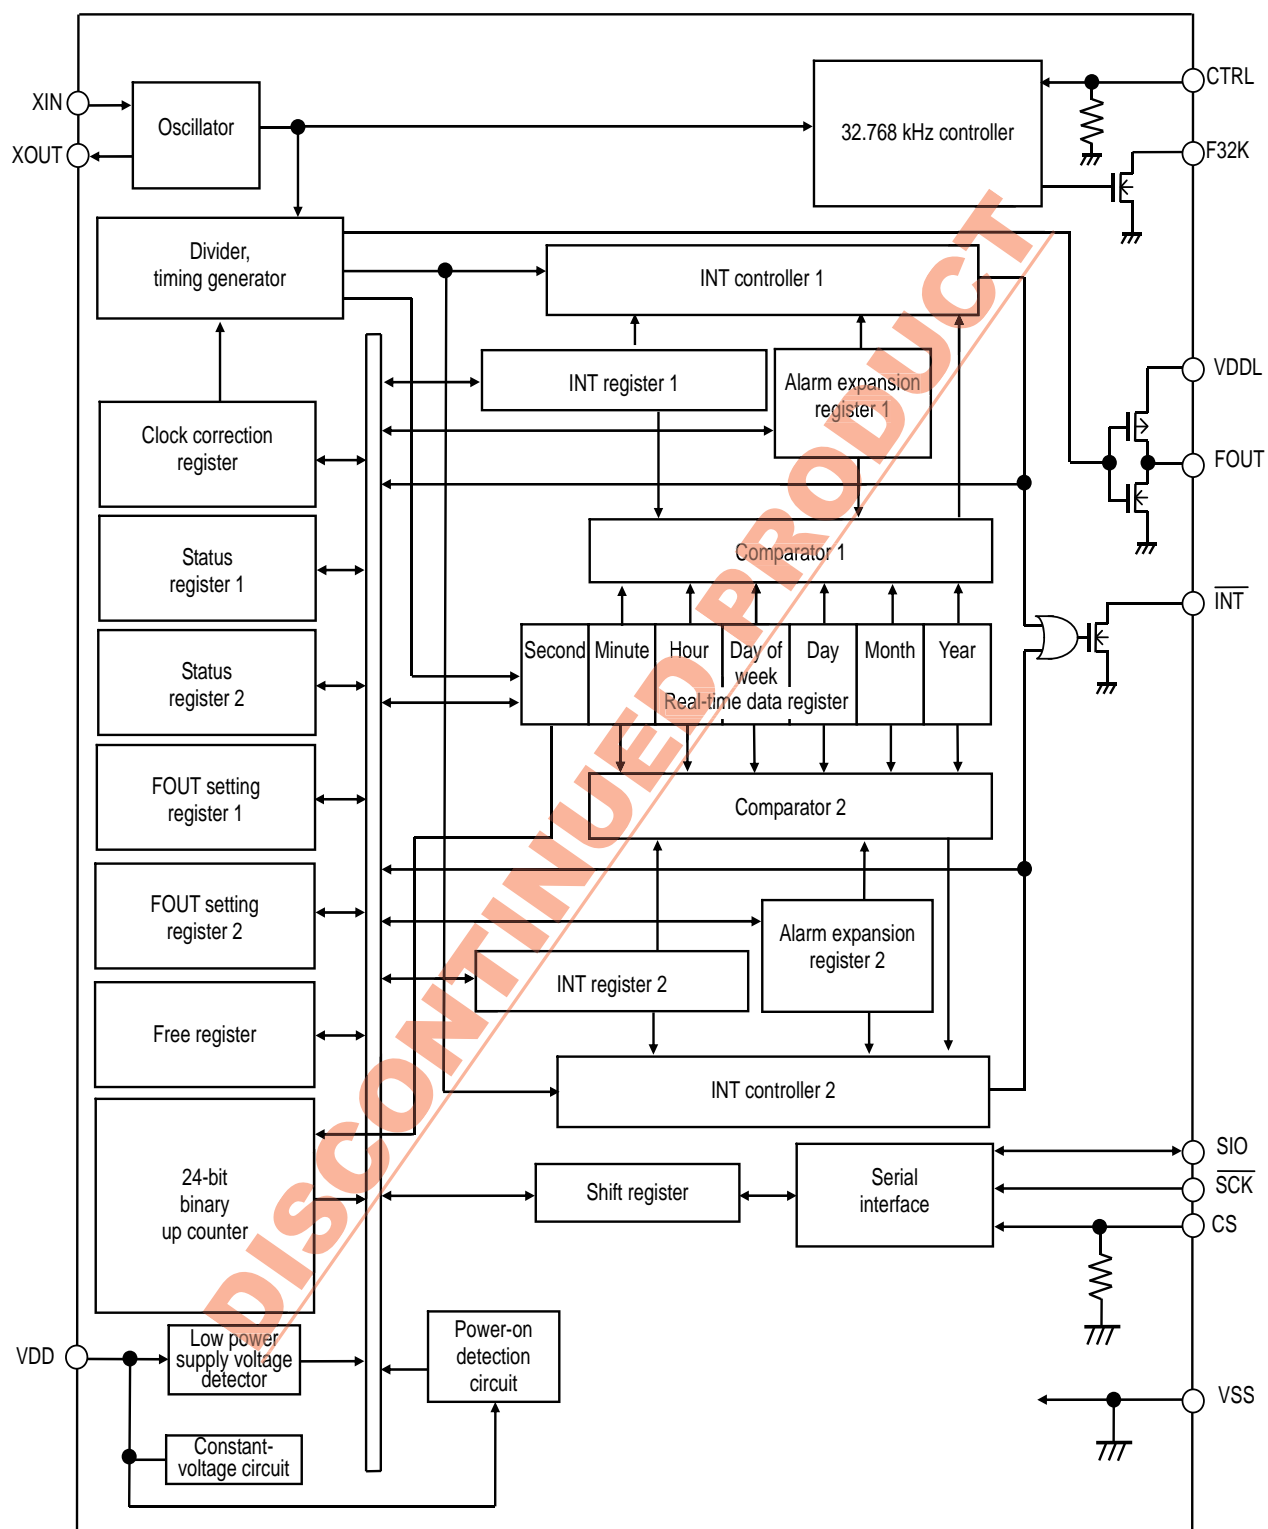 XIN
XOUT
Oscillator
32.768 kHz controller
CTRL
F32K
Divider,
timing generator
INT controller 1
INT register 1
Alarm expansion
register 1
VDDL
FOUT
Clock correction
register
Status
register 1
Comparator 1
INT
Second
Minute
Hour
Day of
week
Day
Month
Year
Real-time data register
Status
register 2
FOUT setting
register 1
Comparator 2
FOUT setting
register 2
Alarm expansion
register 2
INT register 2
Free register
INT controller 2
24-bit
binary
up counter
Shift register
Serial
interface
SIO
SCK
CS
VDD
Low power
supply voltage
detector
Power-on
detection
circuit
Constant-
voltage circuit
VSS
DISCONTINUED PRODUCT